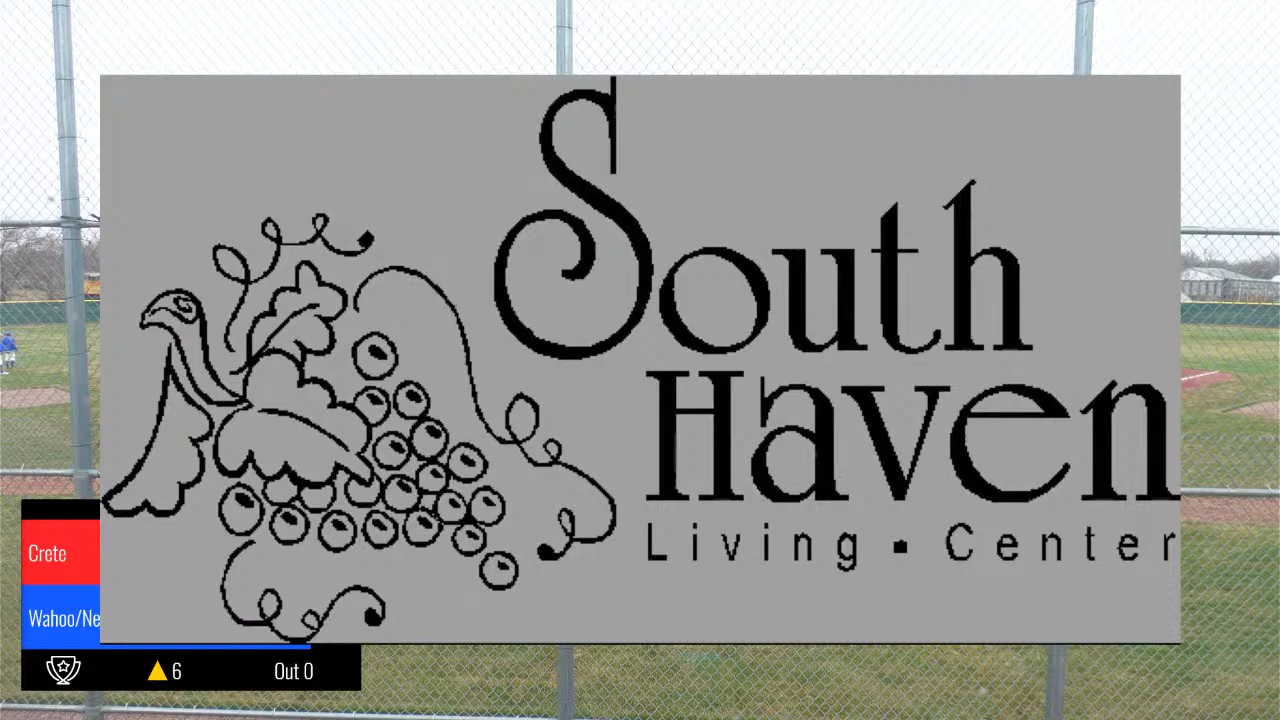 South
Haven
Living ▪ Center
Crete
Wahoo/Ne
▲ 6 Out 0